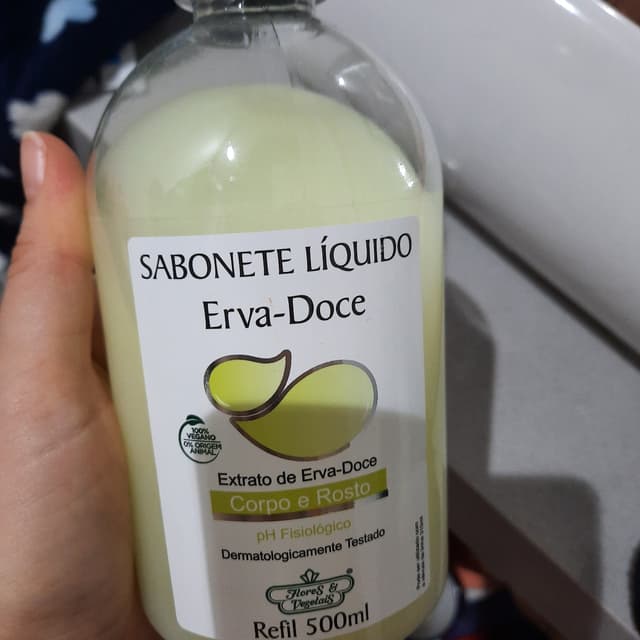 SABONETE LÍQUIDO
Erva-Doce
100%
VEGANO
0% ORIGEM
ANIMAL
Extrato de Erva-Doce
Corpo e Rosto
pH Fisiológico
Dermatologicamente Testado
Flores &
Vegetais
®
Refil 500ml